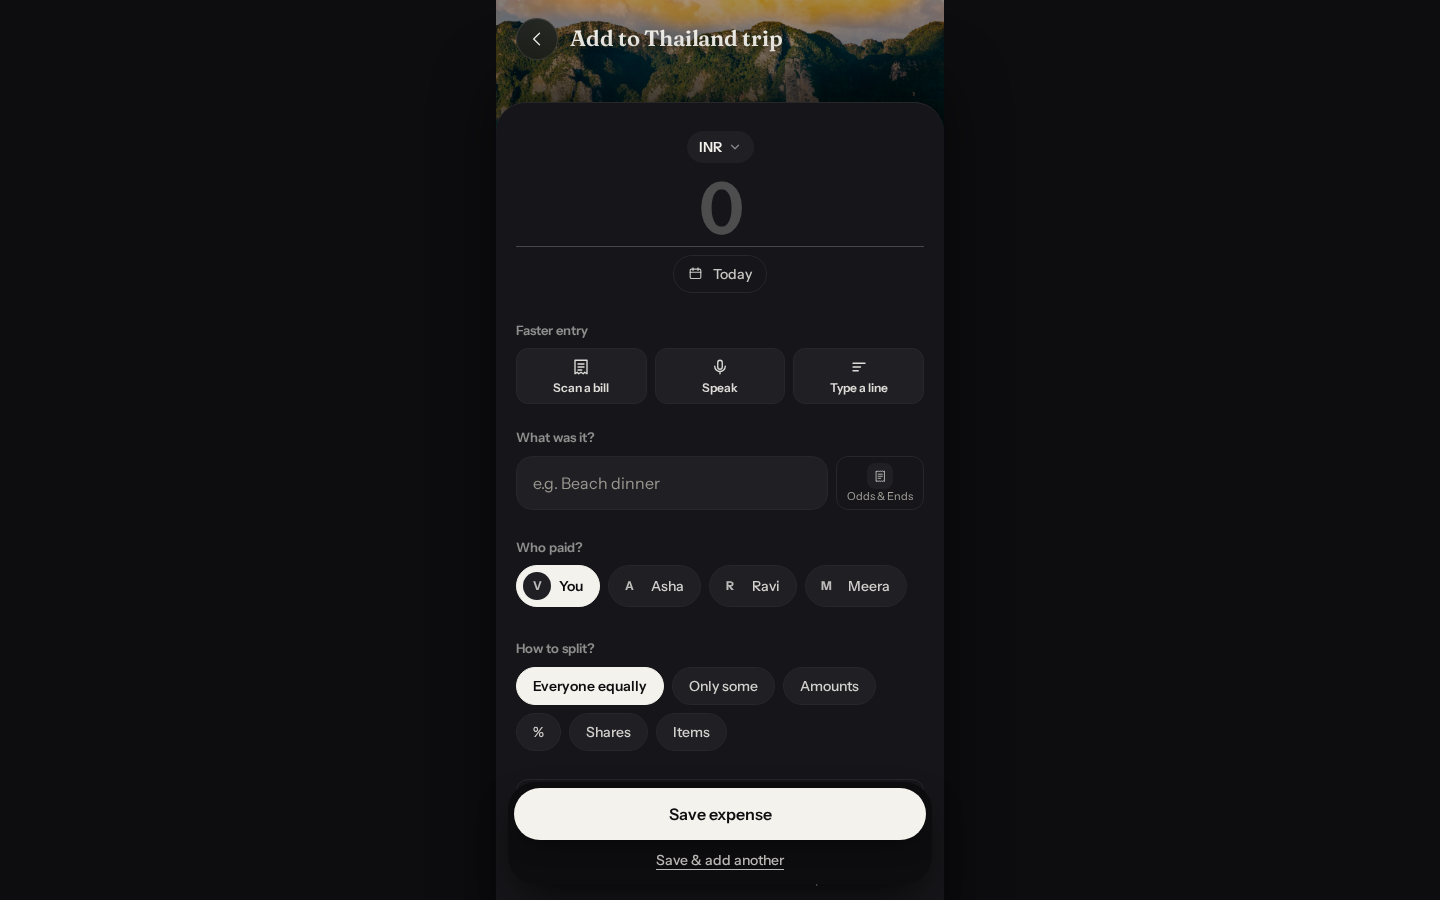 Add to Thailand trip
INR
0
Today
Faster entry
Scan a bill
Speak
Type a line
What was it?
e.g. Beach dinner
Odds & Ends
Who paid?
V You
A Asha
R Ravi
M Meera
How to split?
Everyone equally
Only some
Amounts
%
Shares
Items
Save expense
Save & add another